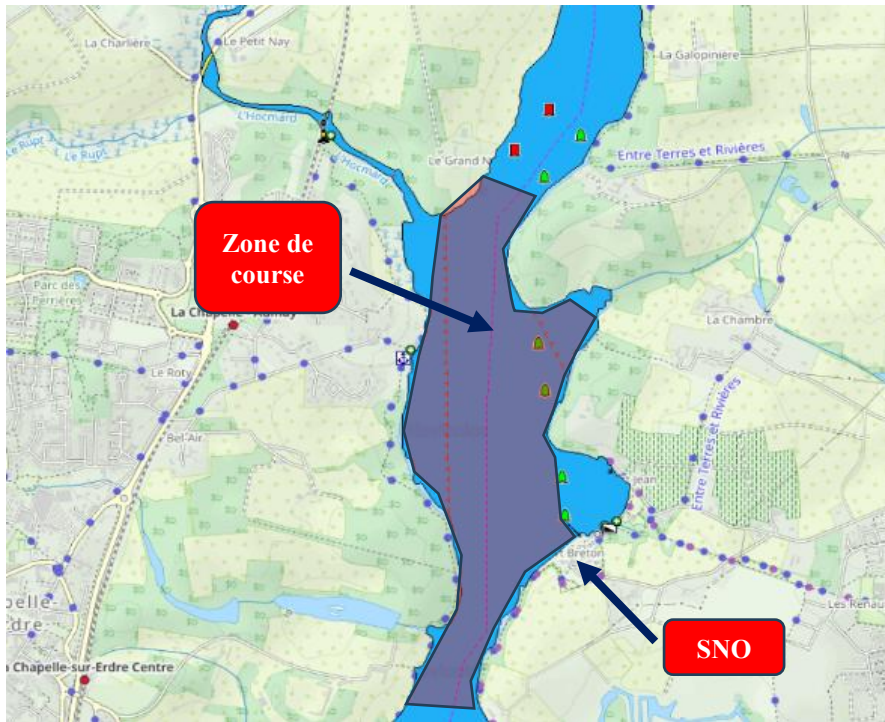 La Charlière
Le Petit Nay
La Galopinière
L'Hocmard
Le Rupt
Le Rupt
L'Hocmard
Le Grand N
Entre Terres et Rivières
Zone de
course
Parc des
Perrières
La Chapelle - Aulnay
La Chambre
Le Roty
Bel-Air
Entre Terres et Rivières
Jean
t Breton
Les Renau
apelle-
rdre
SNO
a Chapelle-sur-Erdre Centre